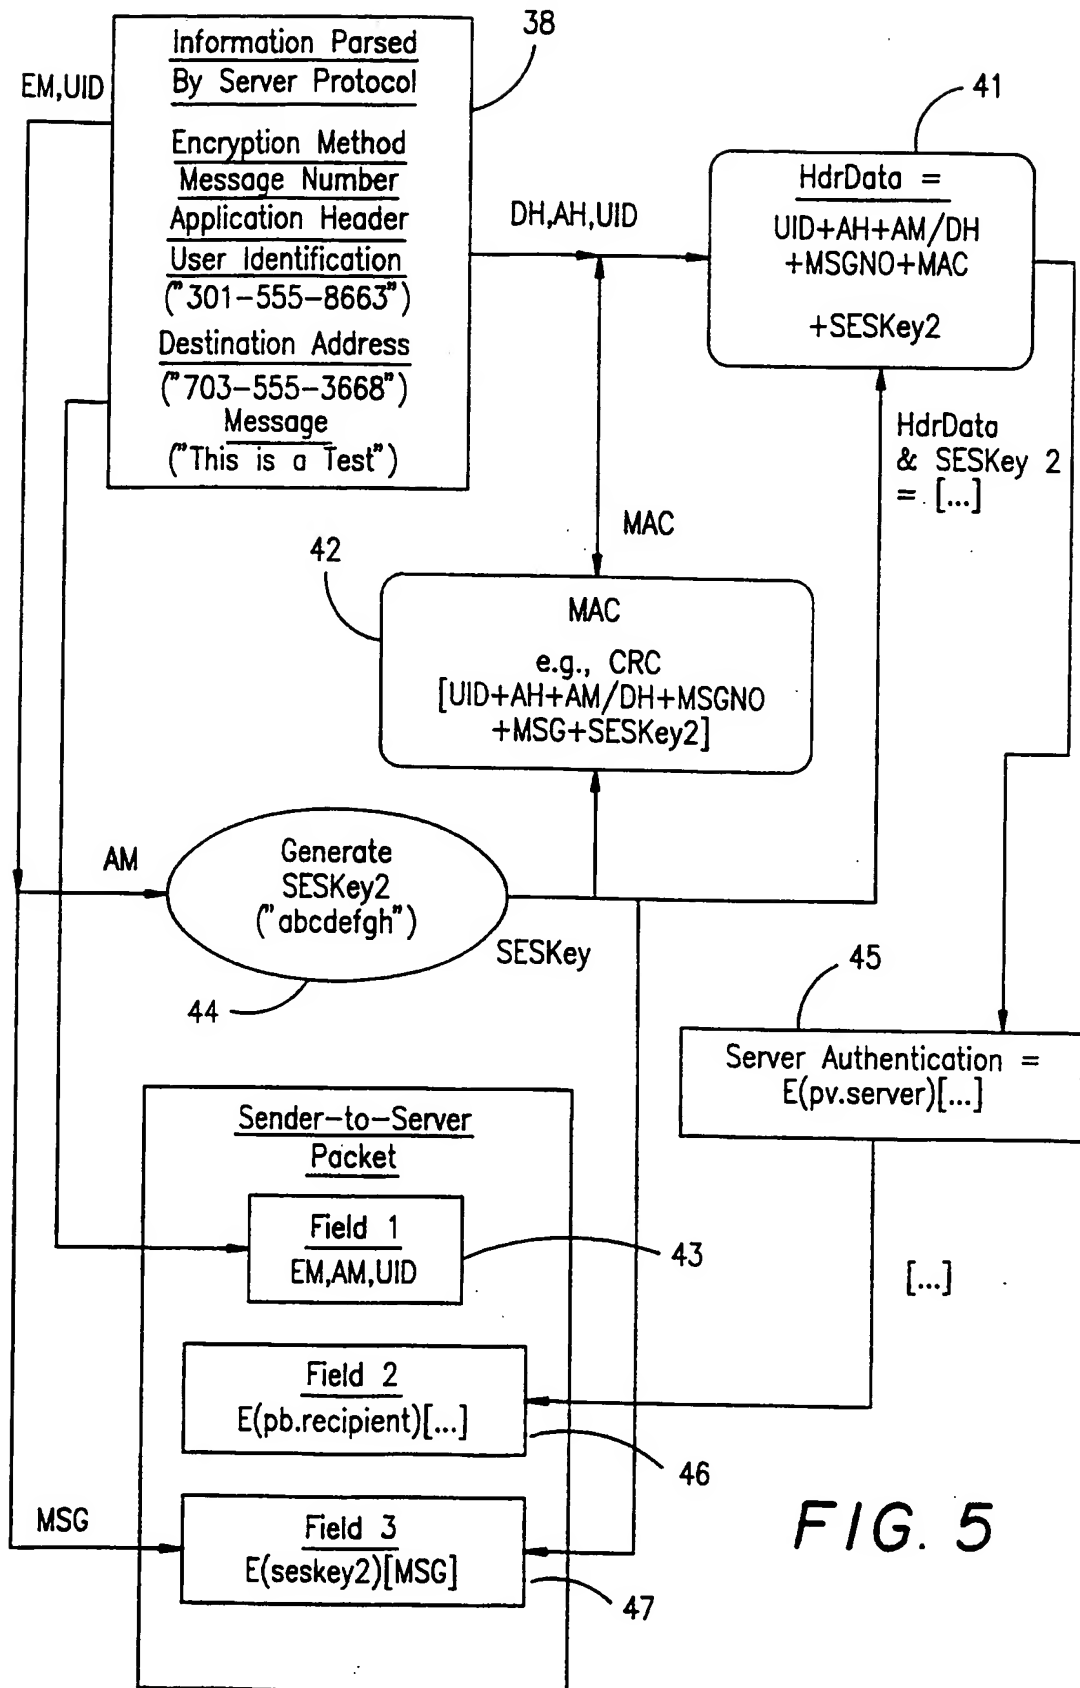 38
Information Parsed
By Server Protocol
EM,UID
41
Encryption Method
Message Number
Application Header
User Identification
("301-555-8663")
Destination Address
("703-555-3668")
Message
("This is a Test")
DH,AH,UID
HdrData =
UID+AH+AM/DH
+MSGNO+MAC
+SESKey2
HdrData
& SESKey 2
= [...]
MAC
42
MAC
e.g., CRC
[UID+AH+AM/DH+MSGNO
+MSG+SESKey2]
AM
Generate
SESKey2
("abcdefgh")
SESKey
44
45
Server Authentication =
E(pv.server)[...]
Sender-to-Server
Packet
Field 1
EM,AM,UID
43
[...]
Field 2
E(pb.recipient)[...]
46
MSG
Field 3
E(seskey2)[MSG]
47
FIG. 5